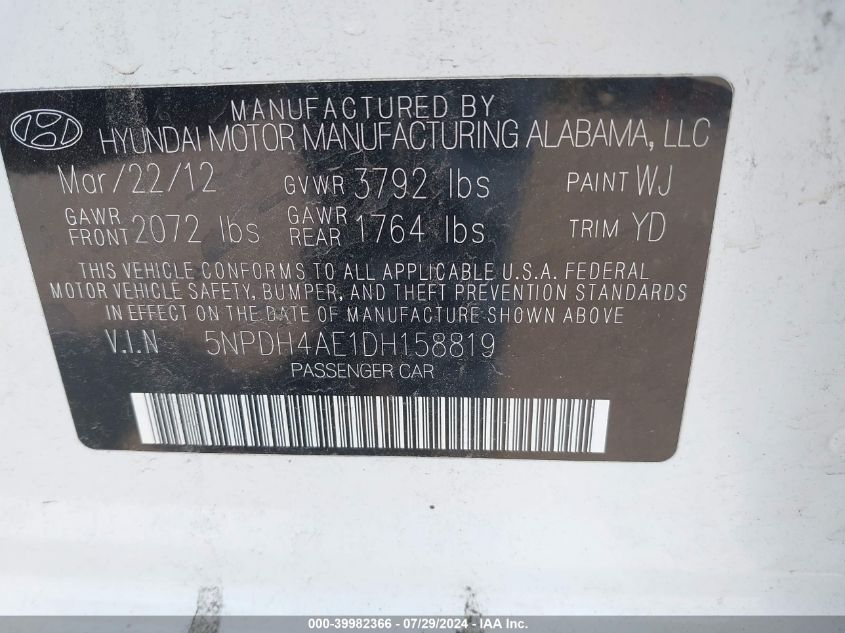 MANUFACTURED BY
HYUNDAI MOTOR MANUFACTURING ALABAMA, LLC
Mar/22/12 GVWR 3792 lbs PAINT WJ
GAWR FRONT 2072 lbs GAWR REAR 1764 lbs TRIM YD
THIS VEHICLE CONFORMS TO ALL APPLICABLE U.S.A. FEDERAL
MOTOR VEHICLE SAFETY, BUMPER, AND THEFT PREVENTION STANDARDS
IN EFFECT ON THE DATE OF MANUFACTURE SHOWN ABOVE
V.I.N 5NPDH4AE1DH158819
PASSENGER CAR
000-39982366 - 07/29/2024 - IAA Inc.